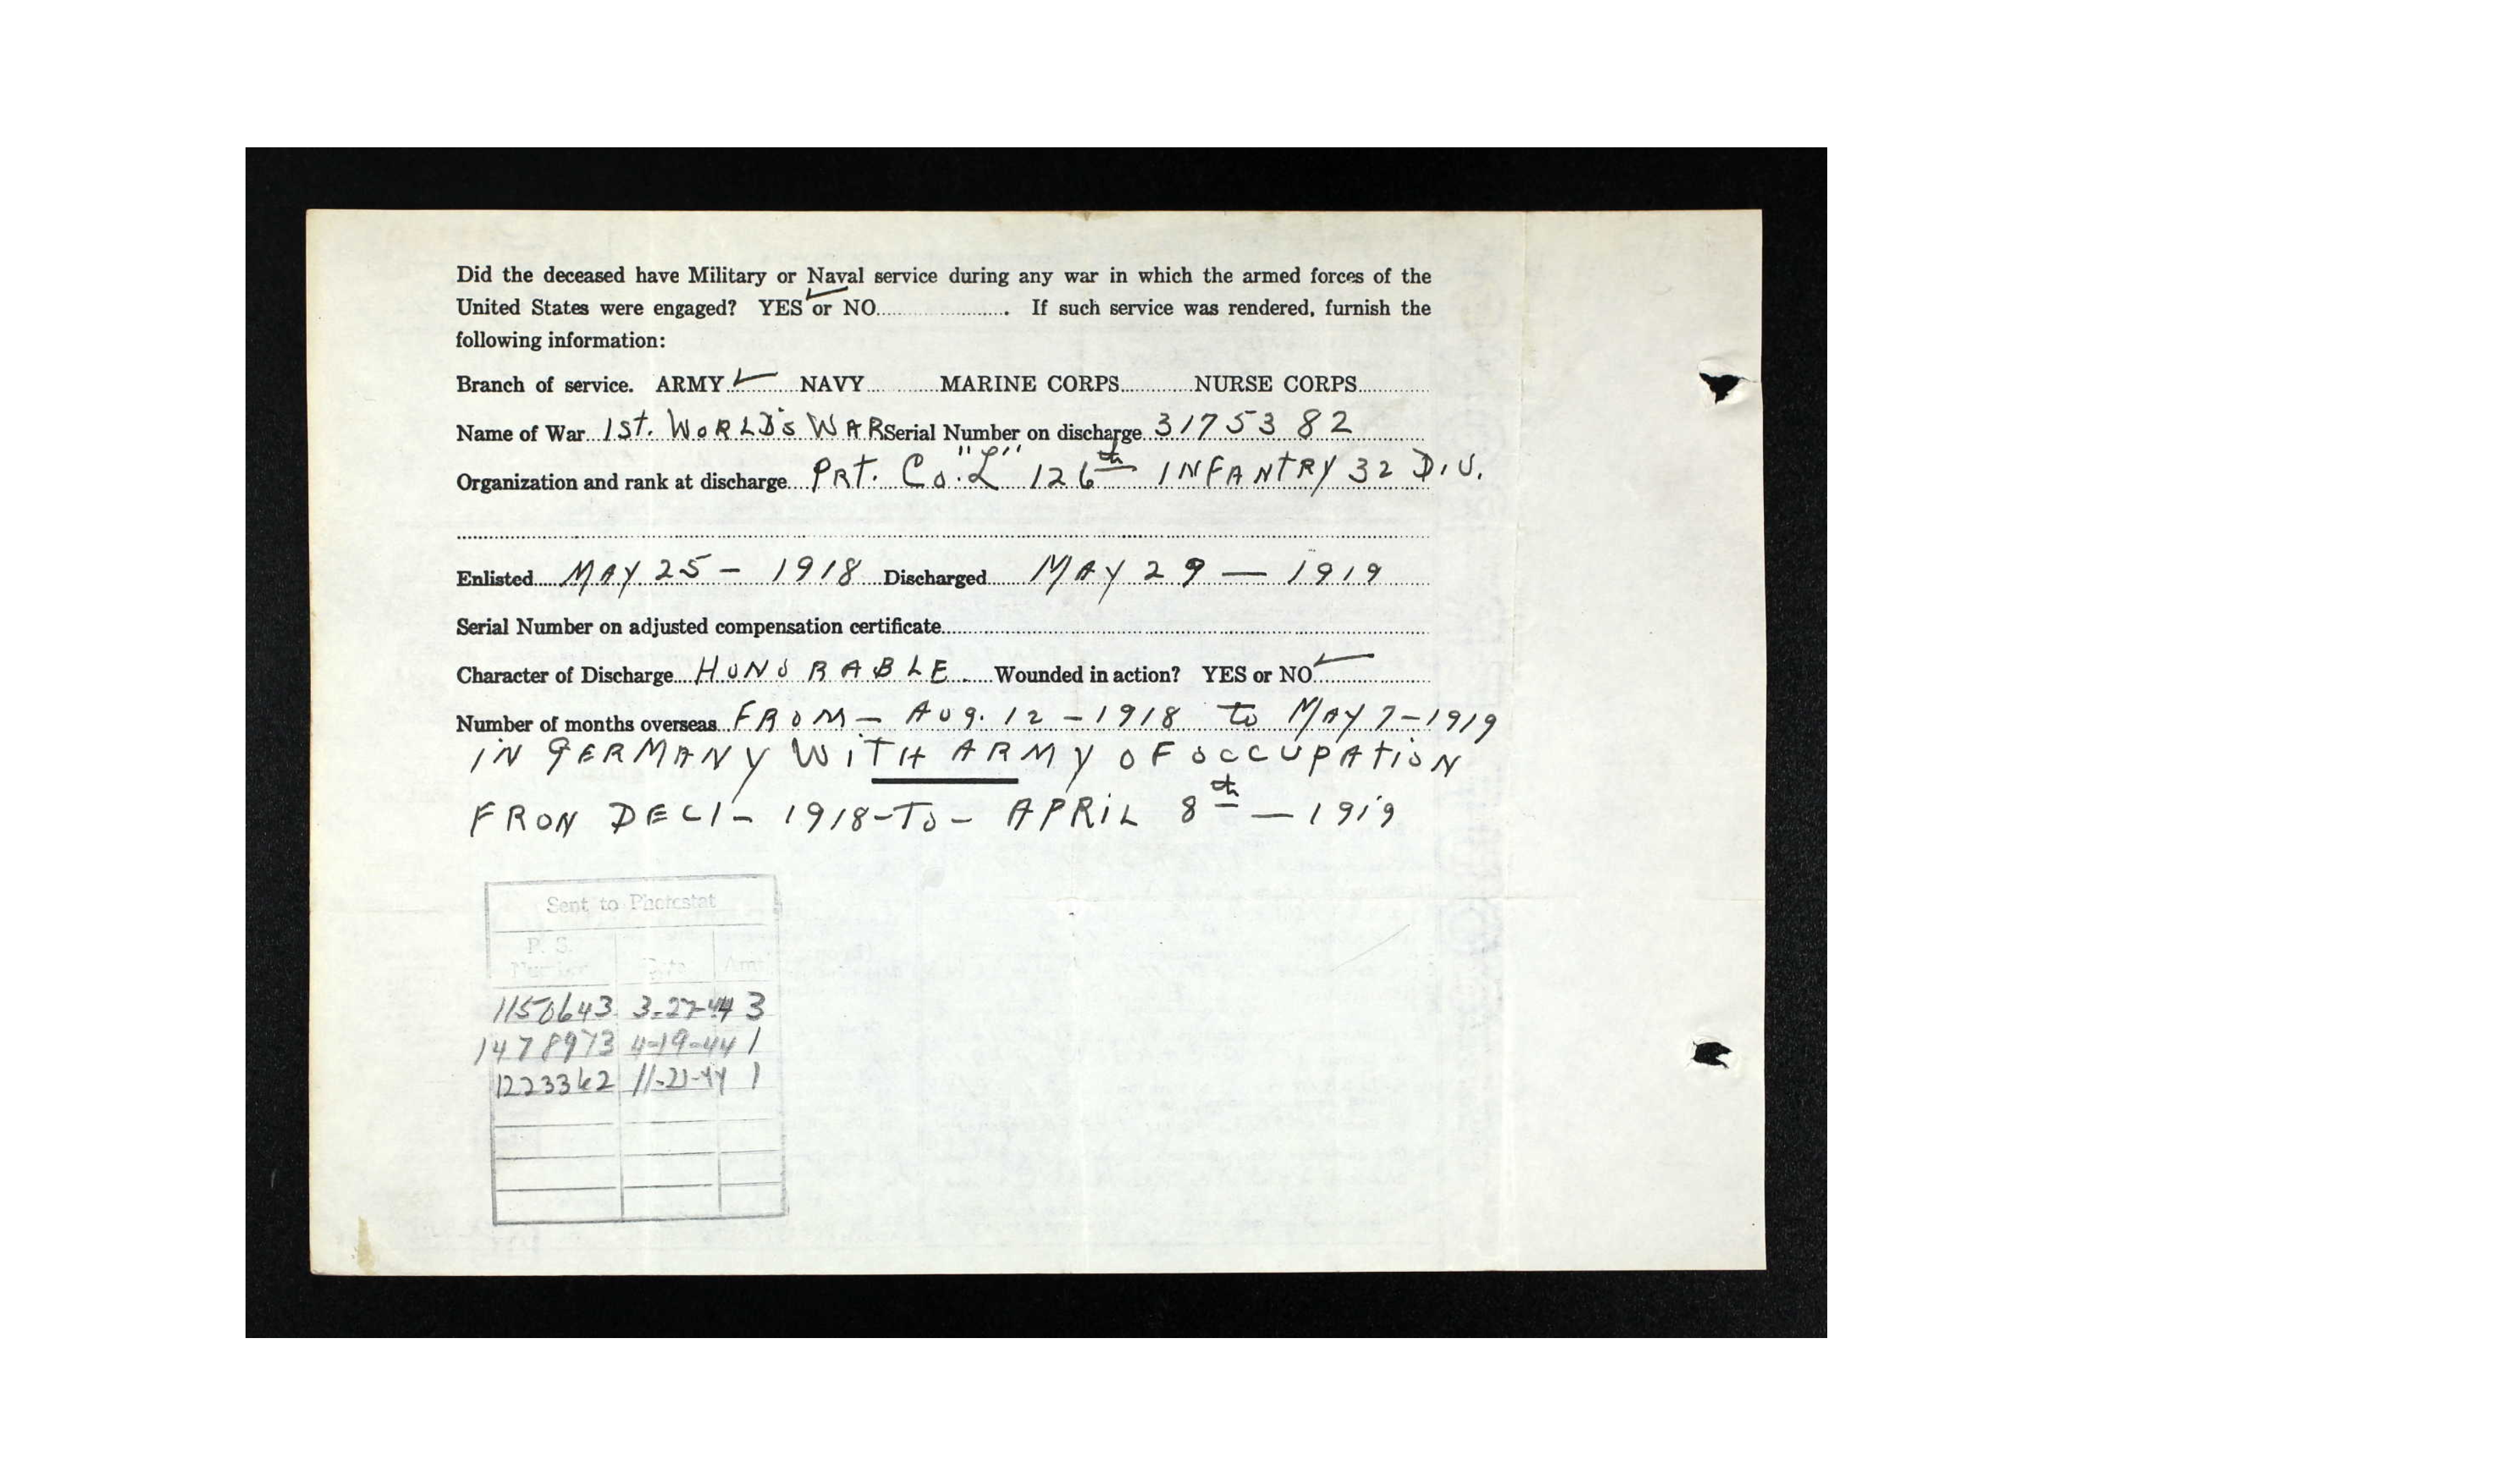 Did the deceased have Military or Naval service during any war in which the armed forces of the
United States were engaged? YES or NO.................... . If such service was rendered, furnish the
following information:
Branch of service. ARMY ✓ NAVY.............MARINE CORPS.............NURSE CORPS.............
Name of War 1st. WORLD's WAR Serial Number on discharge 3175382
Organization and rank at discharge PRT. Co. "L" 126th INFANTRY 32 DIV.
Enlisted MAY 25 - 1918 Discharged MAY 29 — 1919
Serial Number on adjusted compensation certificate
Character of Discharge HONORABLE. Wounded in action? YES or NO ✓
Number of months overseas FROM - AUG. 12 - 1918 to MAY 7-1919
IN GERMANY WITH ARMY OF OCCUPATION
FRON DEC 1 - 1918-TO - APRIL 8th — 1919
Sent to Photostat
P. S.
Number Date Amt
1150643 3-27-44 3
1478973 4-19-44 1
1223362 11-21-44 1